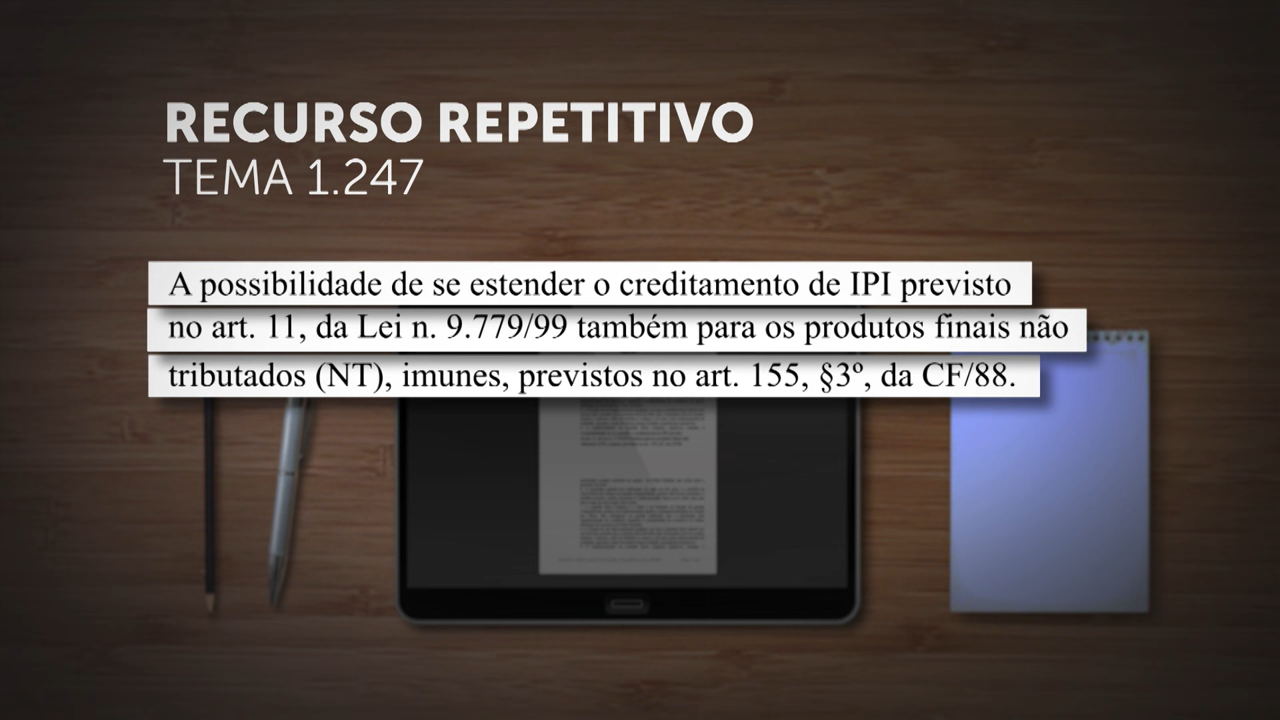 RECURSO REPETITIVO
TEMA 1.247
A possibilidade de se estender o creditamento de IPI previsto
no art. 11, da Lei n. 9.779/99 também para os produtos finais não
tributados (NT), imunes, previstos no art. 155, §3º, da CF/88.